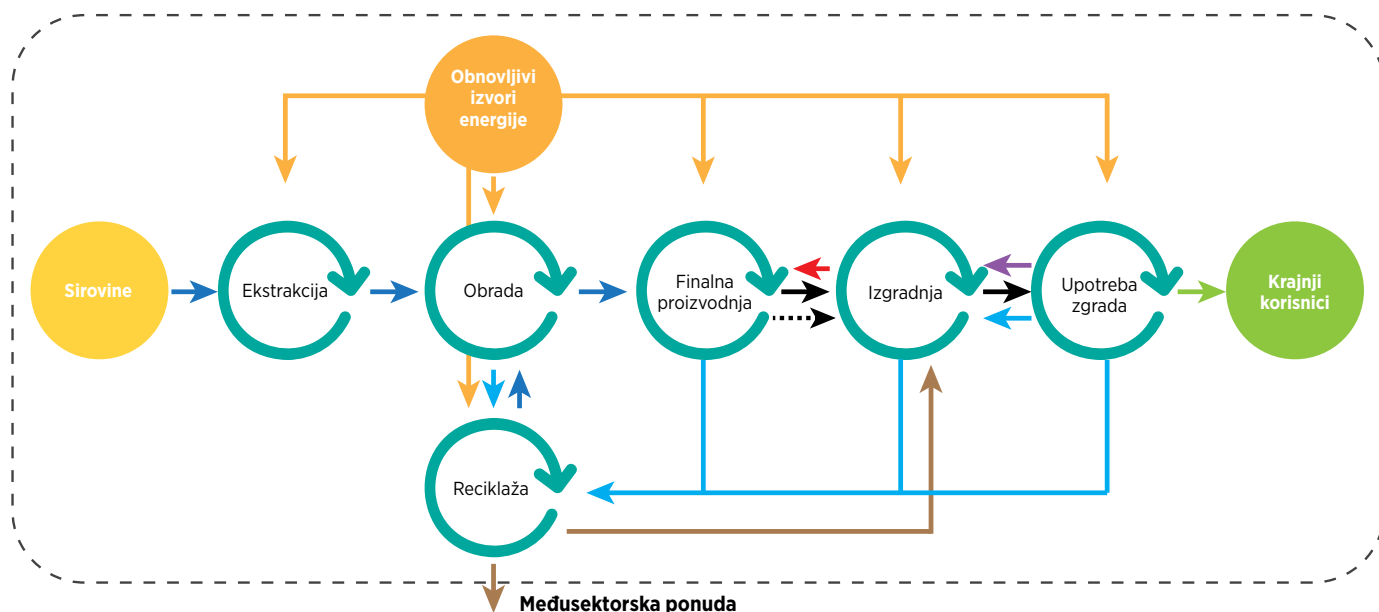 Obnovljivi
izvori
energije
Sirovine
Ekstrakcija
Obrada
Finalna
proizvodnja
Izgradnja
Upotreba
zgrada
Krajnji
korisnici
Reciklaža
Međusektorska ponuda